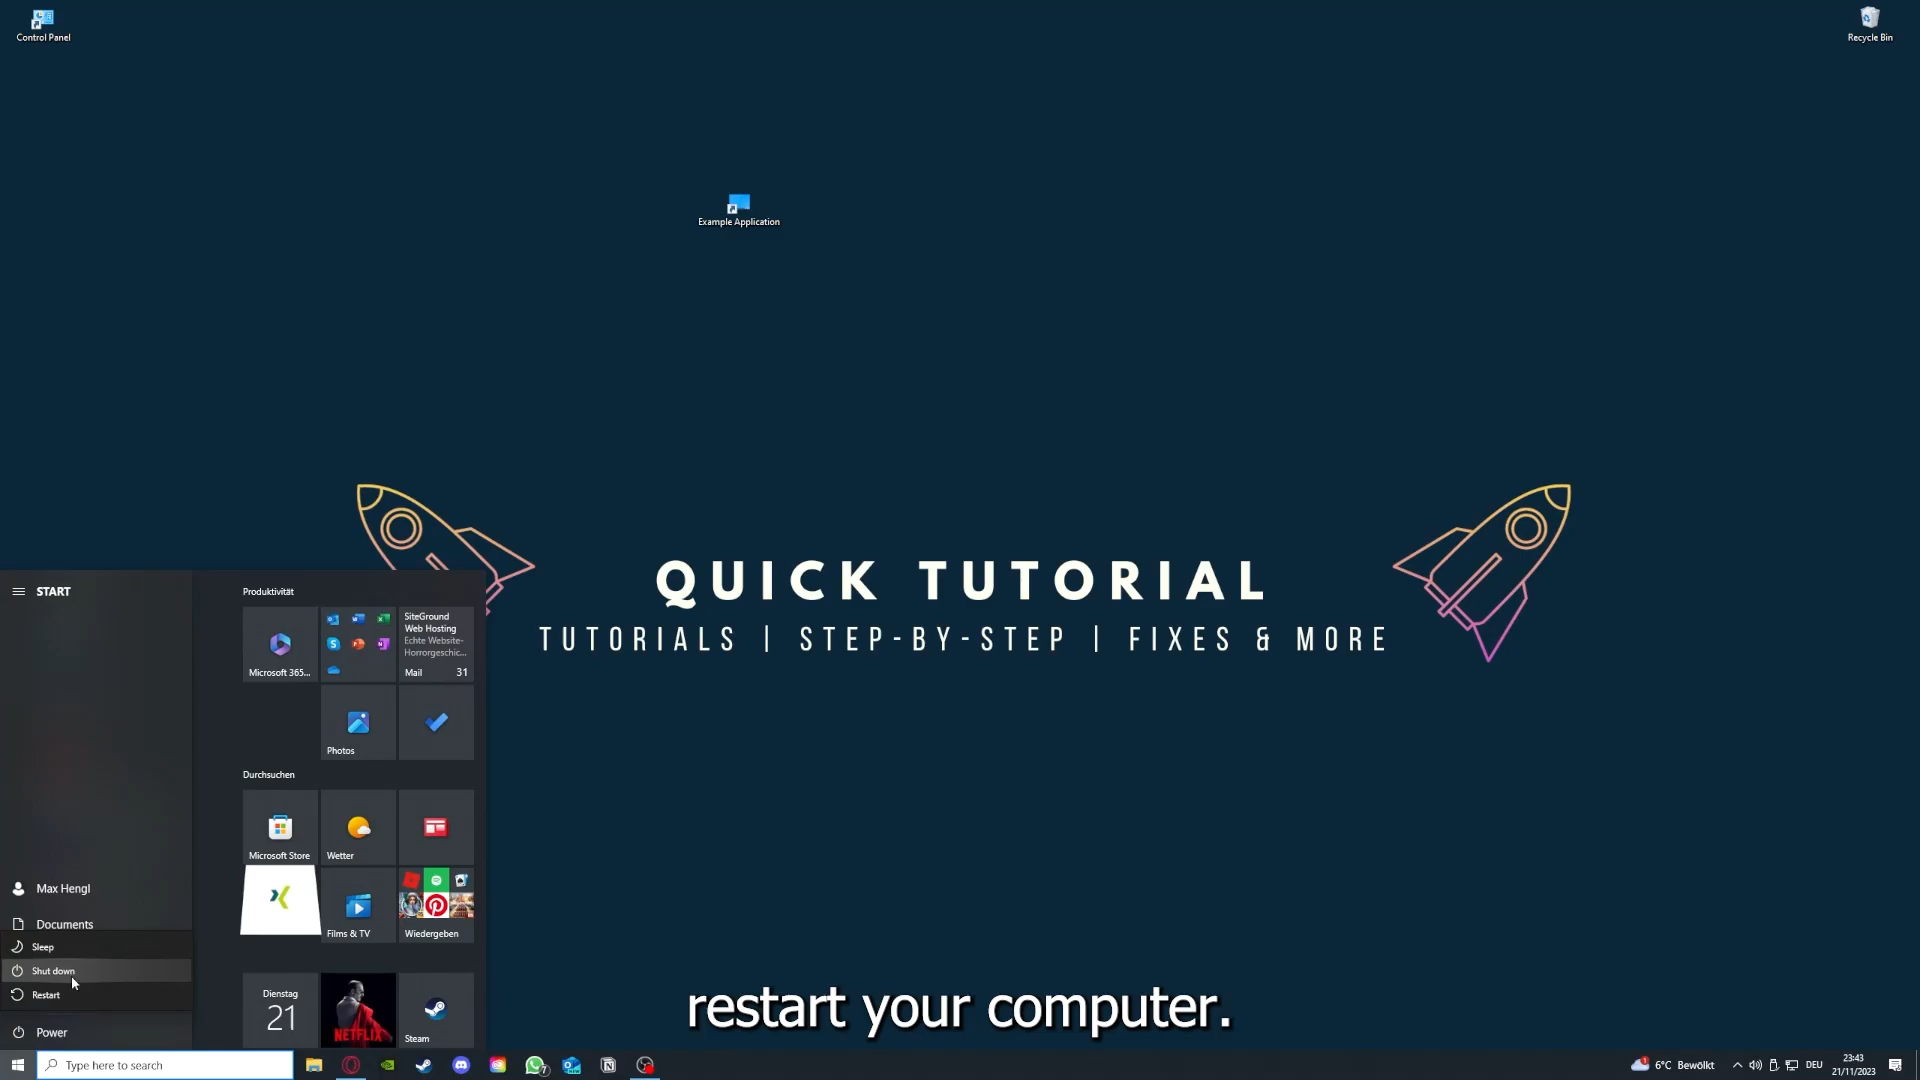 Control Panel
Recycle Bin
Example Application
QUICK TUTORIAL
TUTORIALS | STEP-BY-STEP | FIXES & MORE
START
Produktivität
SiteGround
Web Hosting
Echte Website-
Horrorgeschic...
Microsoft 365...
Mail 31
Photos
Durchsuchen
Microsoft Store
Wetter
Max Hengl
Documents
Films & TV
Wiedergeben
Sleep
Shut down
Restart
Power
Dienstag
21
NETFLIX
Steam
restart your computer.
Type here to search
7
1
6°C Bewölkt
DEU
23:43
21/11/2023